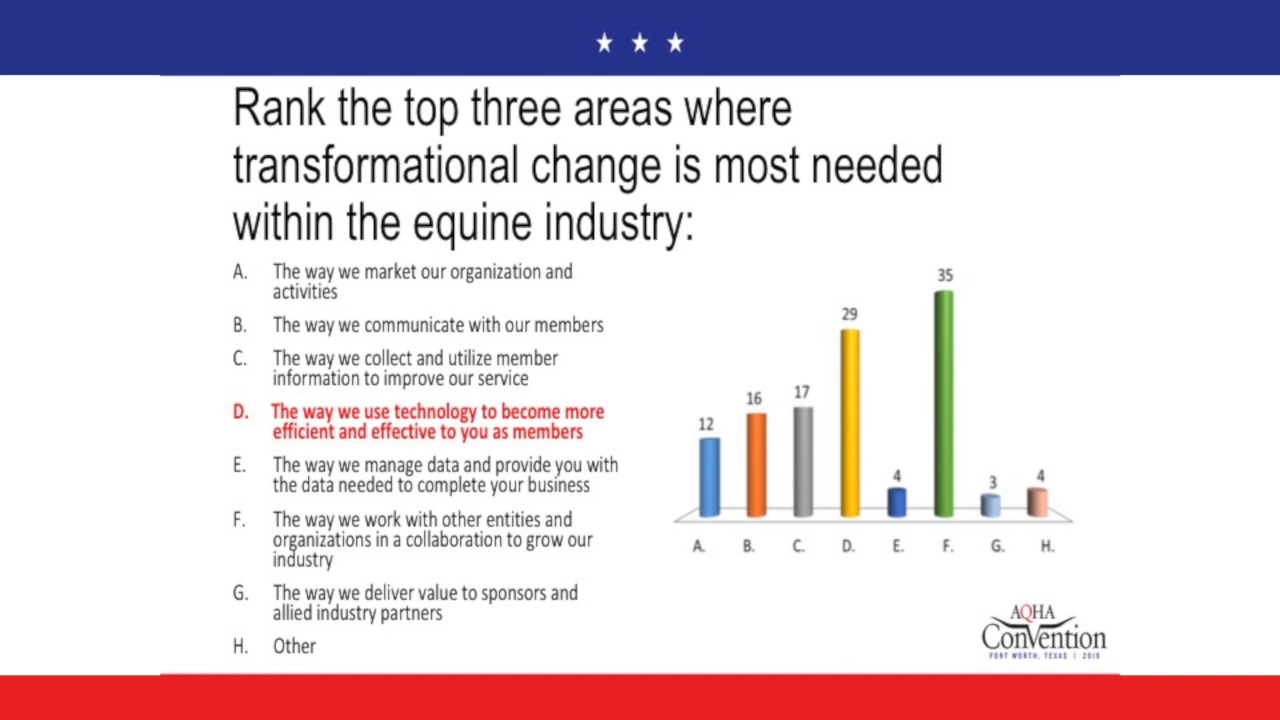 Rank the top three areas where
transformational change is most needed
within the equine industry:
A. The way we market our organization and
activities
B. The way we communicate with our members
C. The way we collect and utilize member
information to improve our service
D. The way we use technology to become more
efficient and effective to you as members
E. The way we manage data and provide you with
the data needed to complete your business
F. The way we work with other entities and
organizations in a collaboration to grow our
industry
G. The way we deliver value to sponsors and
allied industry partners
H. Other
35
29
17
16
12
4
4
3
A. B. C. D. E. F. G. H.
AQHA
Convention
FORT WORTH, TEXAS | 2019